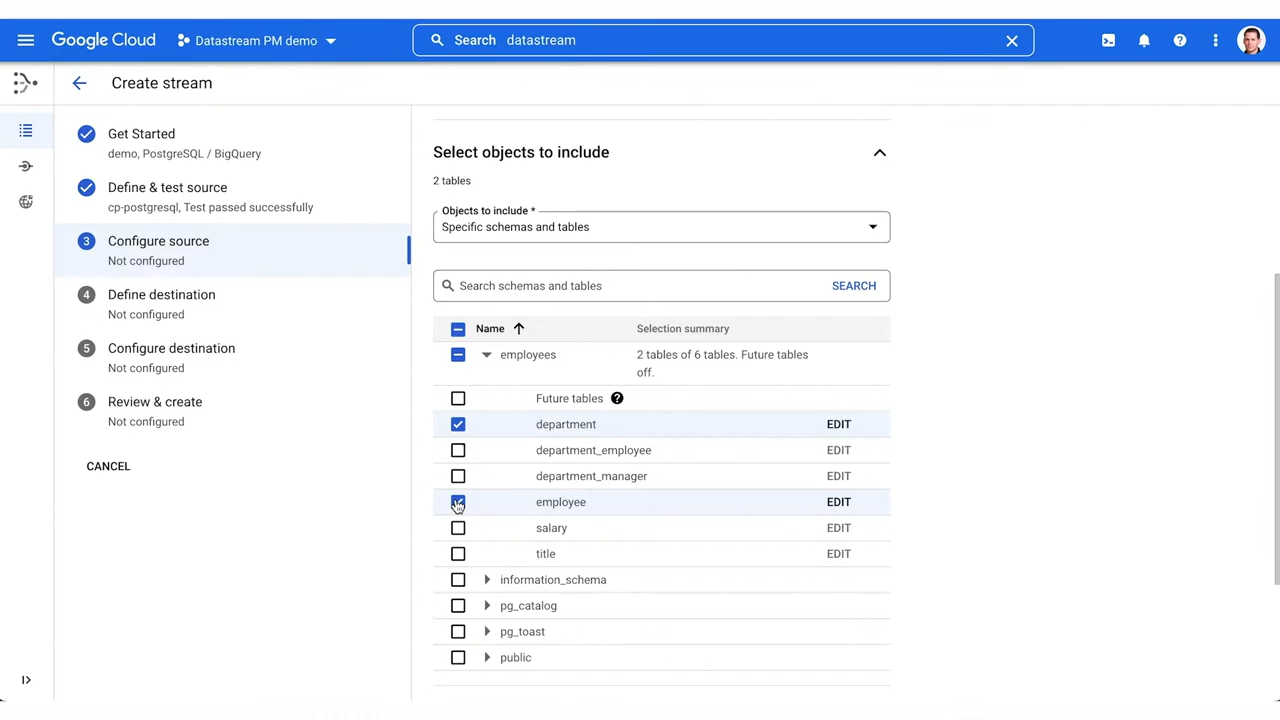 Google Cloud
Datastream PM demo
Search datastream
Create stream
Get Started
demo, PostgreSQL / BigQuery
Define & test source
cp-postgresql, Test passed successfully
3 Configure source
Not configured
4 Define destination
Not configured
5 Configure destination
Not configured
6 Review & create
Not configured
CANCEL
Select objects to include
2 tables
Objects to include *
Specific schemas and tables
Search schemas and tables SEARCH
Name Selection summary
employees 2 tables of 6 tables. Future tables
off.
Future tables ?
department EDIT
department_employee EDIT
department_manager EDIT
employee EDIT
salary EDIT
title EDIT
information_schema
pg_catalog
pg_toast
public